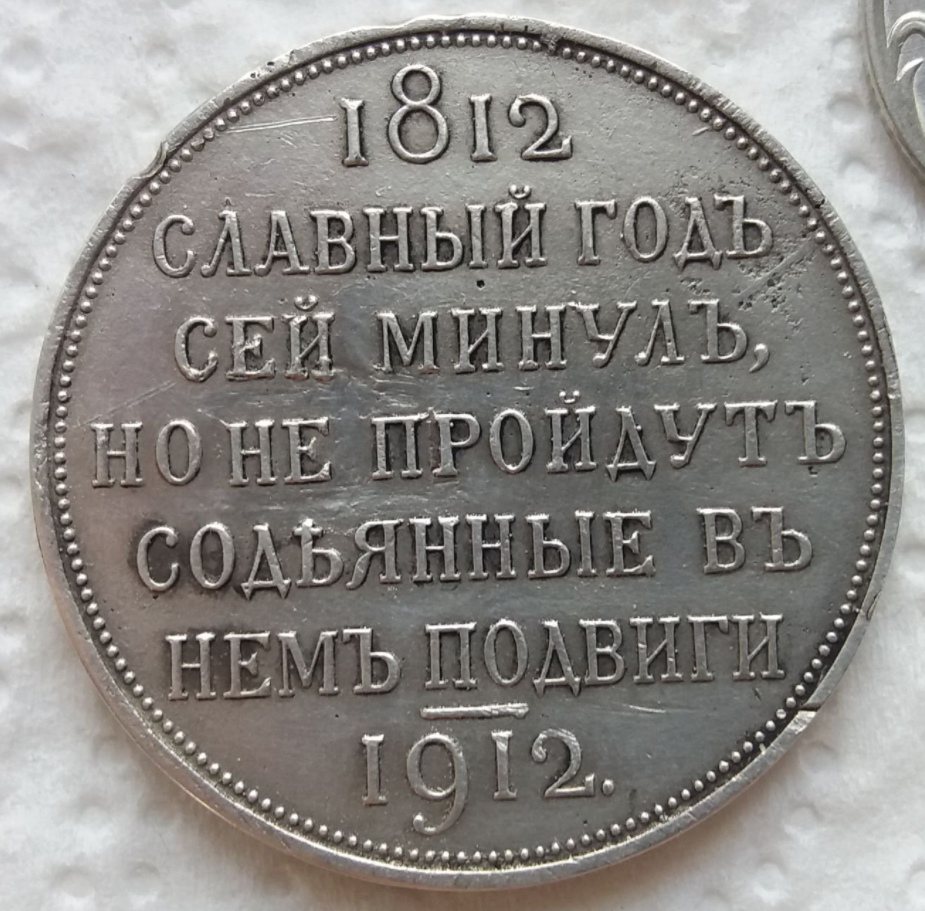 1812
СЛАВНЫЙ ГОДЪ
СЕЙ МИНУЛЪ,
НО НЕ ПРОЙДУТЪ
СОДѢЯННЫЕ ВЪ
НЕМЪ ПОДВИГИ
1912.